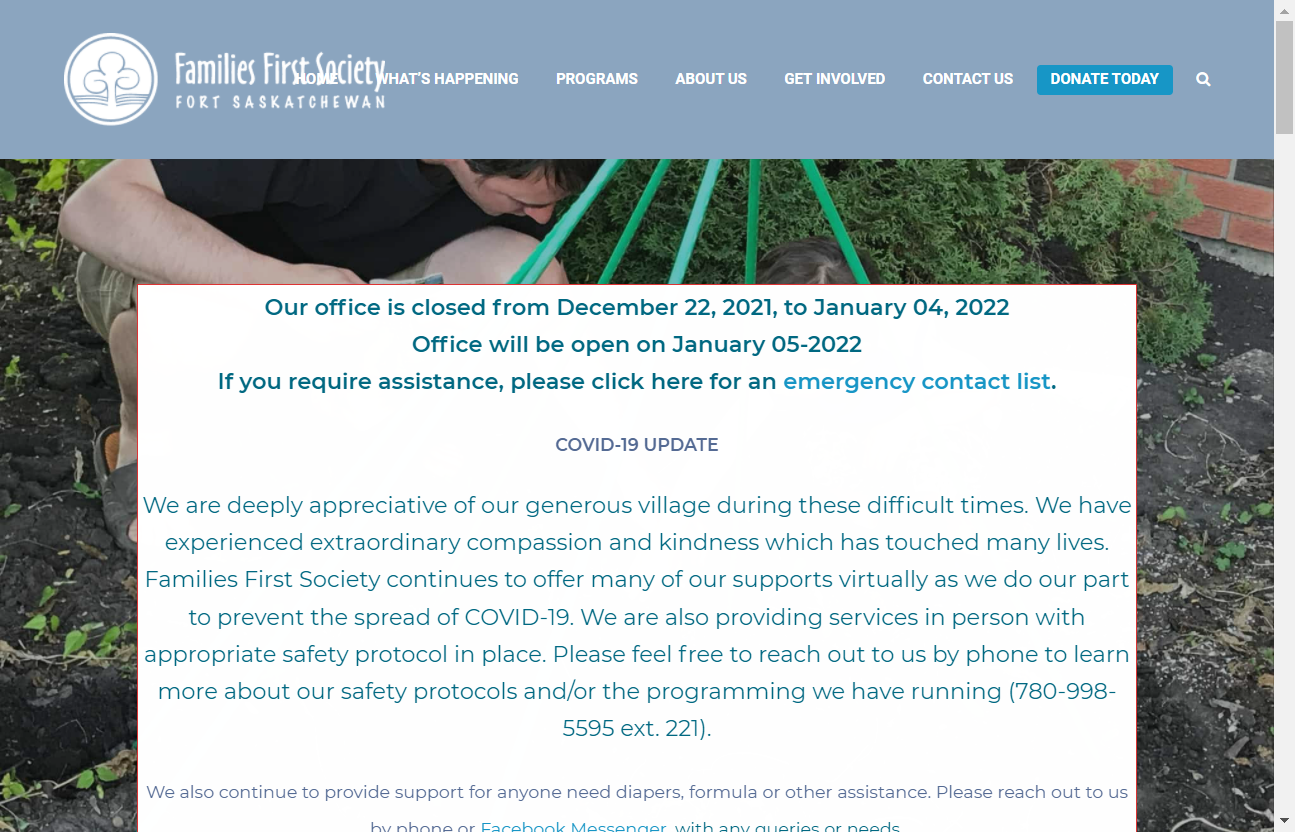 Families First Society
FORT SASKATCHEWAN
HOME WHAT'S HAPPENING PROGRAMS ABOUT US GET INVOLVED CONTACT US DONATE TODAY
Our office is closed from December 22, 2021, to January 04, 2022
Office will be open on January 05-2022
If you require assistance, please click here for an emergency contact list.
COVID-19 UPDATE
We are deeply appreciative of our generous village during these difficult times. We have
experienced extraordinary compassion and kindness which has touched many lives.
Families First Society continues to offer many of our supports virtually as we do our part
to prevent the spread of COVID-19. We are also providing services in person with
appropriate safety protocol in place. Please feel free to reach out to us by phone to learn
more about our safety protocols and/or the programming we have running (780-998-
5595 ext. 221).
We also continue to provide support for anyone need diapers, formula or other assistance. Please reach out to us
by phone or Facebook Messenger, with any queries or needs.